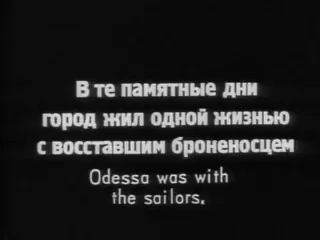 В те памятные дни
город жил одной жизнью
с восставшим броненосцем
Odessa was with
the sailors.